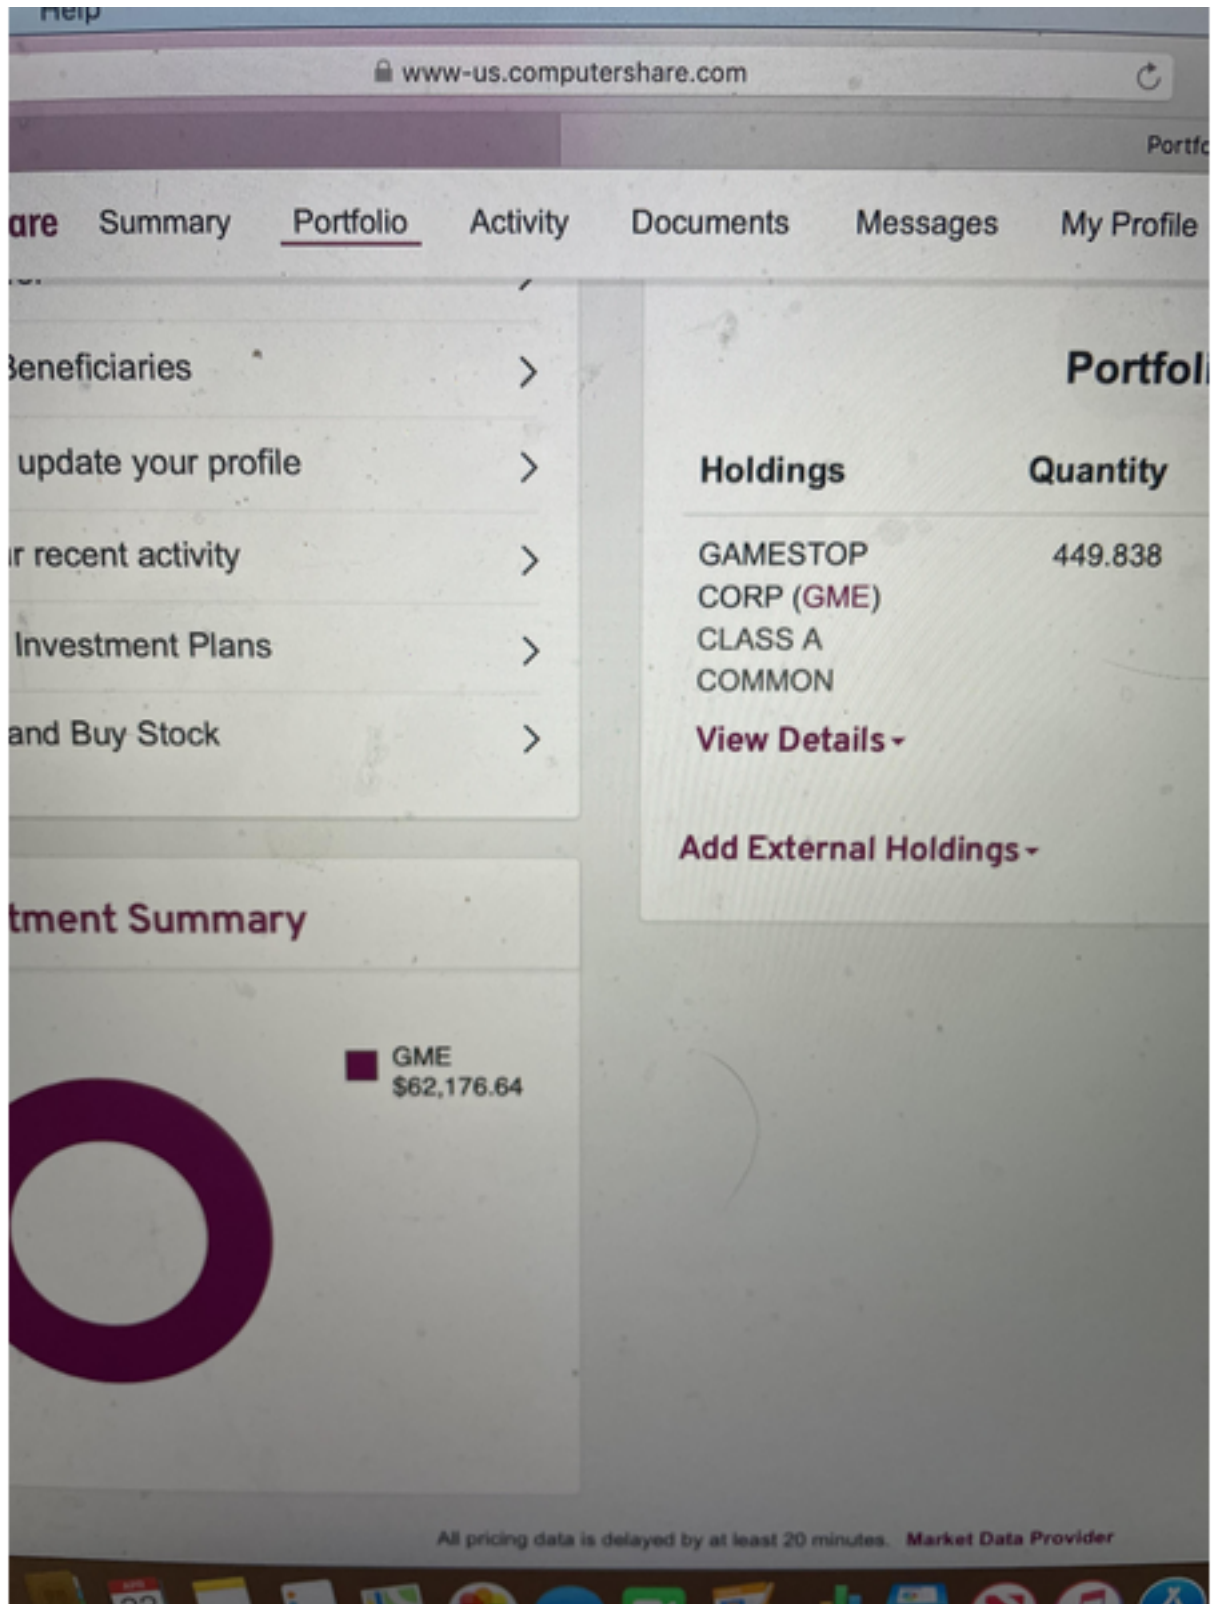 Help
www-us.computershare.com
Portfo
are Summary Portfolio Activity Documents Messages My Profile
Beneficiaries
update your profile
r recent activity
Investment Plans
and Buy Stock
Portfoli
Holdings Quantity
GAMESTOP 449.838
CORP (GME)
CLASS A
COMMON
View Details
Add External Holdings
tment Summary
GME
$62,176.64
All pricing data is delayed by at least 20 minutes. Market Data Provider
APR